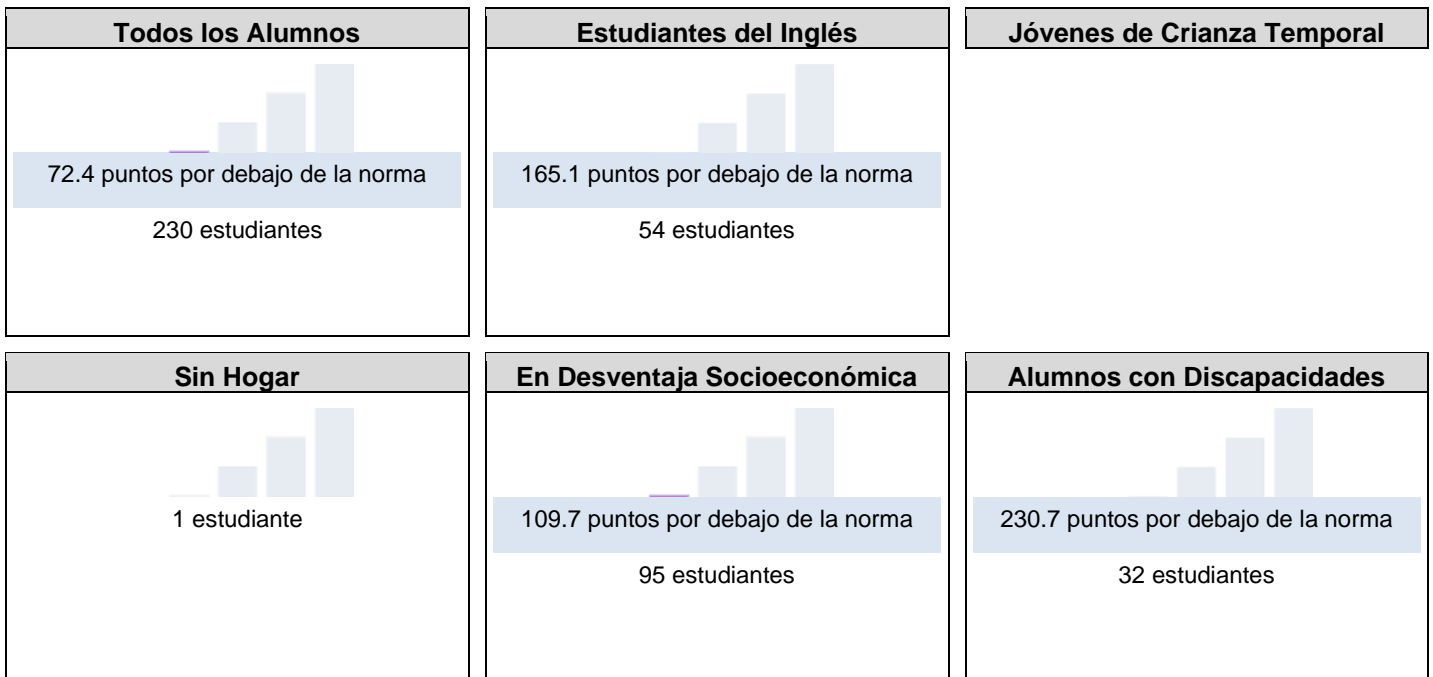 Todos los Alumnos
72.4 puntos por debajo de la norma
230 estudiantes
Estudiantes del Inglés
165.1 puntos por debajo de la norma
54 estudiantes
Jóvenes de Crianza Temporal
Sin Hogar
1 estudiante
En Desventaja Socioeconómica
109.7 puntos por debajo de la norma
95 estudiantes
Alumnos con Discapacidades
230.7 puntos por debajo de la norma
32 estudiantes